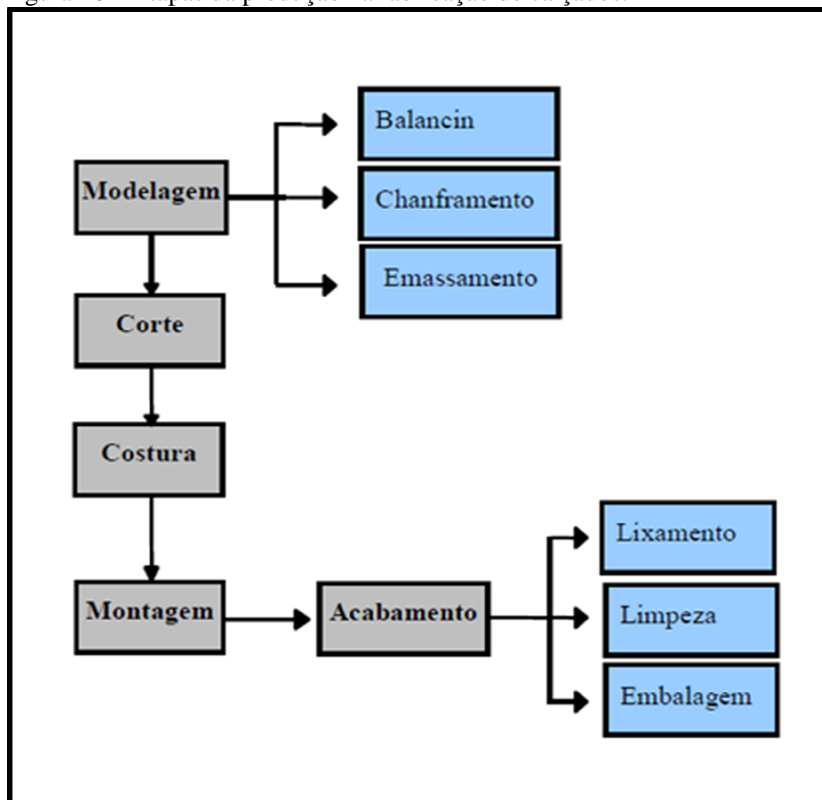 Balancin
Modelagem
Chanframento
Emassamento
Corte
Costura
Lixamento
Montagem
Acabamento
Limpeza
Embalagem